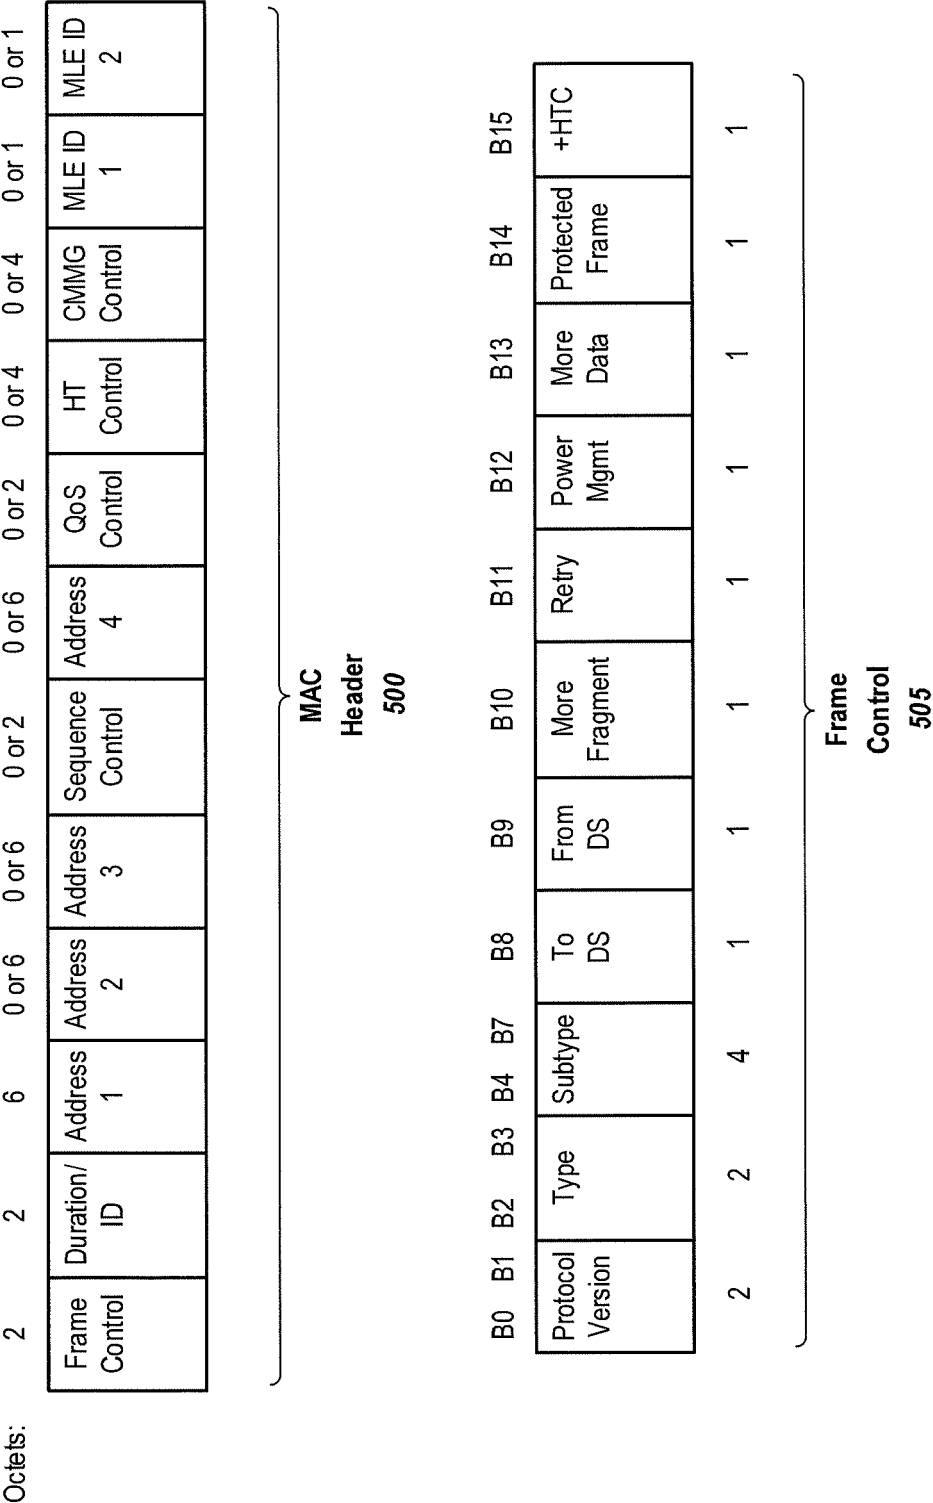 Octets: 2 2 6 0 or 6 0 or 6 0 or 2 0 or 6 0 or 2 0 or 4 0 or 4 0 or 1 0 or 1
Frame
Control
Duration/
ID
Address
1
Address
2
Address
3
Sequence
Control
Address
4
QoS
Control
HT
Control
CMMG
Control
MLE ID
1
MLE ID
2
MAC
Header
500
B0 B1 B2 B3 B4 B7 B8 B9 B10 B11 B12 B13 B14 B15
Protocol
Version
Type
Subtype
To
DS
From
DS
More
Fragment
Retry
Power
Mgmt
More
Data
Protected
Frame
+HTC
2 2 4 1 1 1 1 1 1 1 1
Frame
Control
505